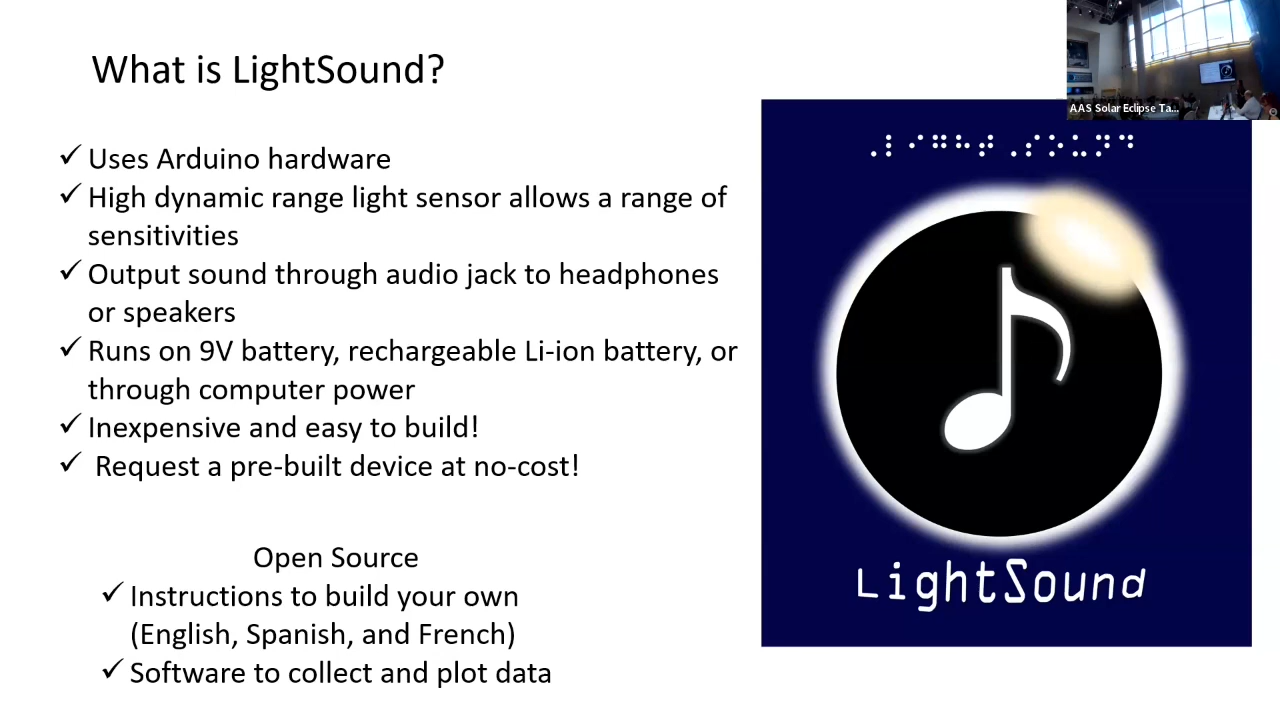 What is LightSound?
AAS Solar Eclipse Ta...
✓ Uses Arduino hardware
✓ High dynamic range light sensor allows a range of
sensitivities
✓ Output sound through audio jack to headphones
or speakers
✓ Runs on 9V battery, rechargeable Li-ion battery, or
through computer power
✓ Inexpensive and easy to build!
✓ Request a pre-built device at no-cost!
Open Source
✓ Instructions to build your own
(English, Spanish, and French)
✓ Software to collect and plot data
⠠⠇⠊⠛⠓⠞ ⠠⠎⠕⠥⠝⠙
LightSound